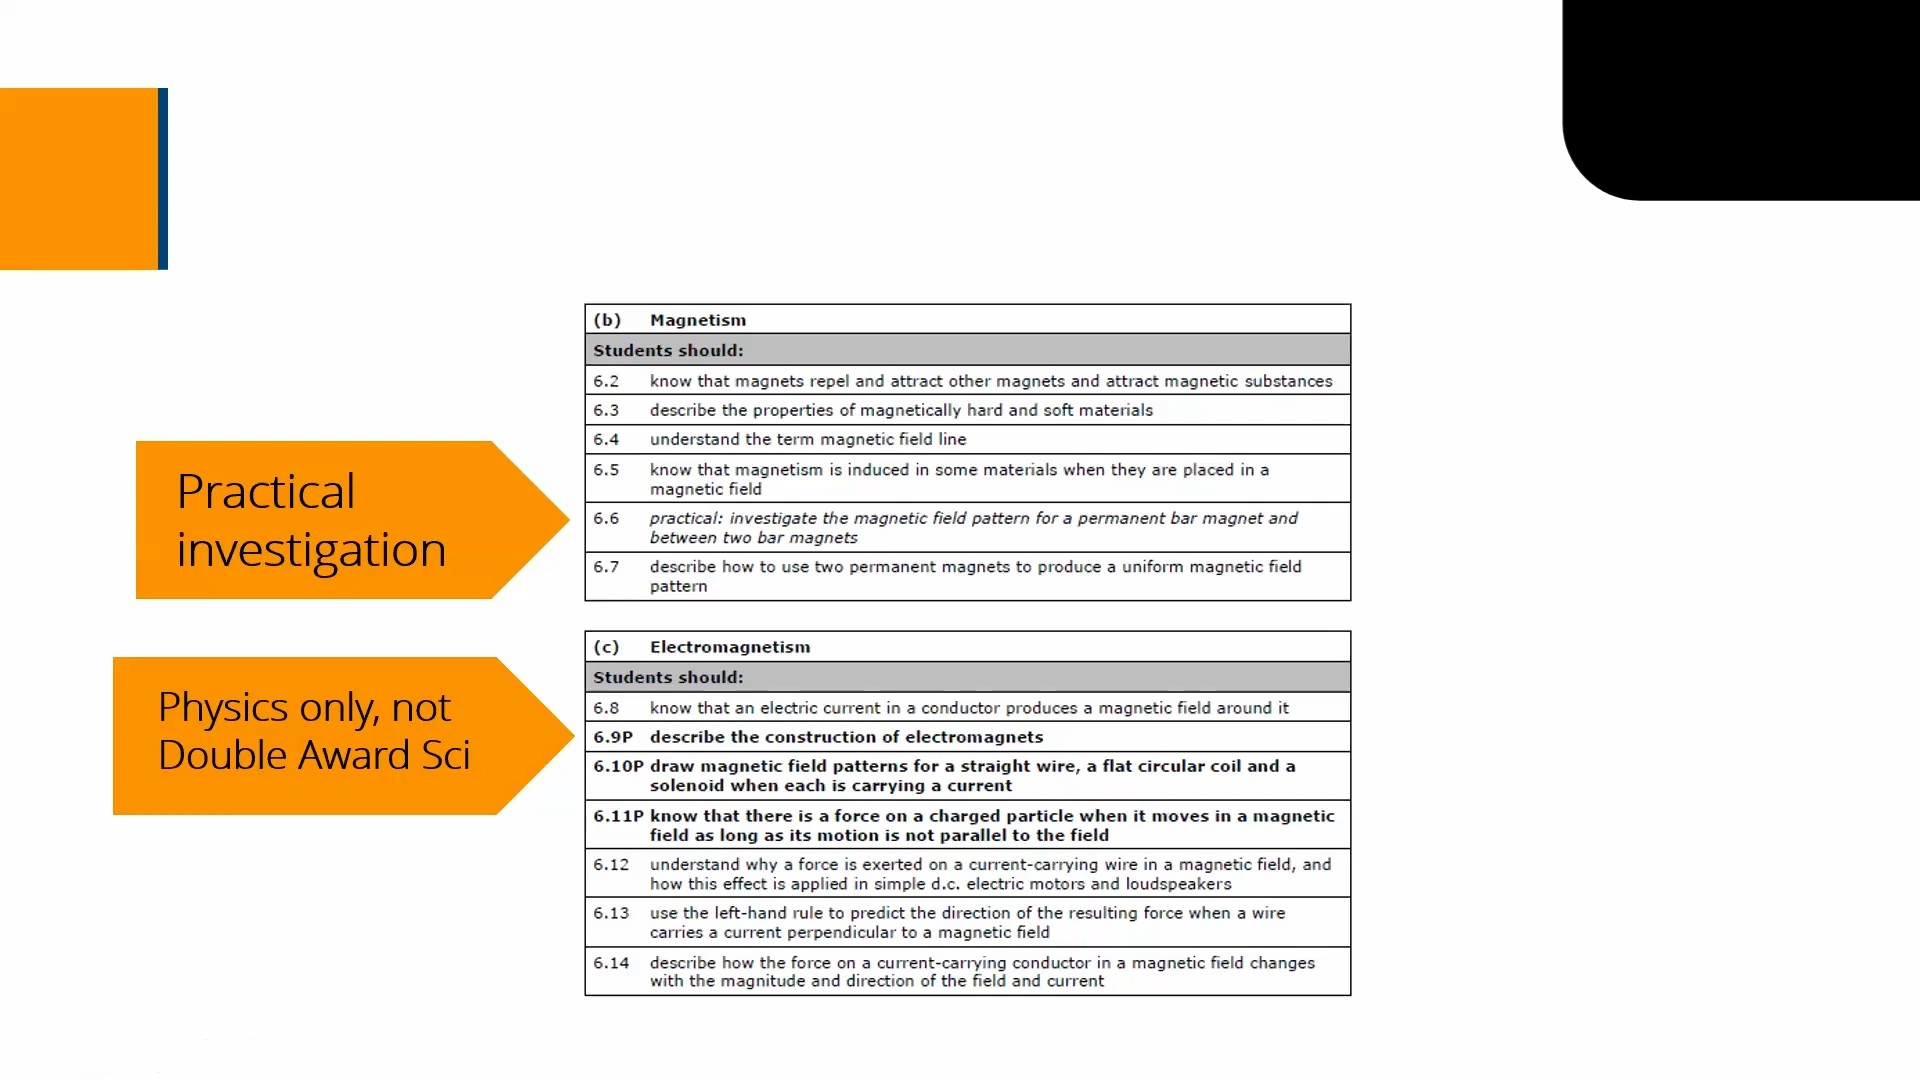 Practical
investigation
Physics only, not
Double Award Sci
(b) Magnetism
Students should:
6.2 know that magnets repel and attract other magnets and attract magnetic substances
6.3 describe the properties of magnetically hard and soft materials
6.4 understand the term magnetic field line
6.5 know that magnetism is induced in some materials when they are placed in a
magnetic field
6.6 practical: investigate the magnetic field pattern for a permanent bar magnet and
between two bar magnets
6.7 describe how to use two permanent magnets to produce a uniform magnetic field
pattern
(c) Electromagnetism
Students should:
6.8 know that an electric current in a conductor produces a magnetic field around it
6.9P describe the construction of electromagnets
6.10P draw magnetic field patterns for a straight wire, a flat circular coil and a
solenoid when each is carrying a current
6.11P know that there is a force on a charged particle when it moves in a magnetic
field as long as its motion is not parallel to the field
6.12 understand why a force is exerted on a current-carrying wire in a magnetic field, and
how this effect is applied in simple d.c. electric motors and loudspeakers
6.13 use the left-hand rule to predict the direction of the resulting force when a wire
carries a current perpendicular to a magnetic field
6.14 describe how the force on a current-carrying conductor in a magnetic field changes
with the magnitude and direction of the field and current